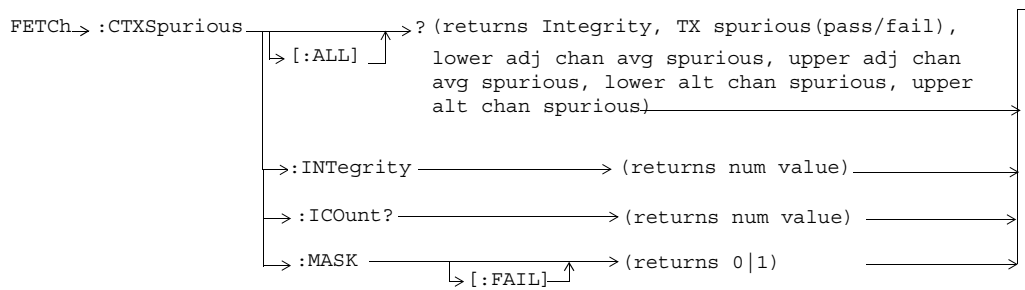 FETCh :CTXSpurious ? (returns Integrity, TX spurious(pass/fail),
[:ALL] lower adj chan avg spurious, upper adj chan
avg spurious, lower alt chan spurious, upper
alt chan spurious)
:INTegrity (returns num value)
:ICOunt? (returns num value)
:MASK (returns 0|1)
[:FAIL]